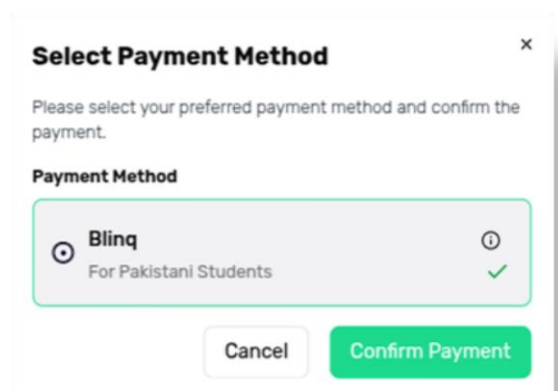 Select Payment Method
Please select your preferred payment method and confirm the
payment.
Payment Method
Blinq
For Pakistani Students
Cancel
Confirm Payment